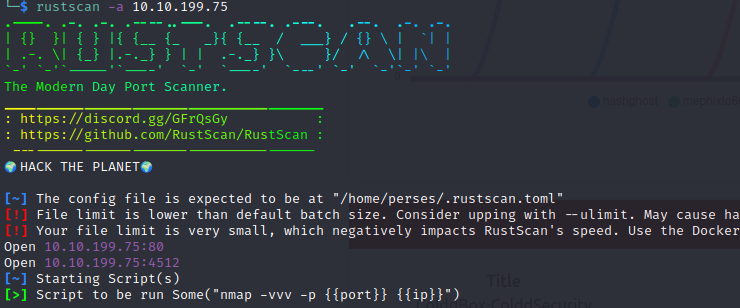 └─$ rustscan -a 10.10.199.75
The Modern Day Port Scanner.
: https://discord.gg/GFrQsGy :
: https://github.com/RustScan/RustScan :
🌍HACK THE PLANET🌍
[~] The config file is expected to be at "/home/perses/.rustscan.toml"
[!] File limit is lower than default batch size. Consider upping with --ulimit. May cause ha
[!] Your file limit is very small, which negatively impacts RustScan's speed. Use the Docker
Open 10.10.199.75:80
Open 10.10.199.75:4512
[~] Starting Script(s)
[>] Script to be run Some("nmap -vvv -p {{port}} {{ip}}")
Title
ColddBox-ColddSecurity